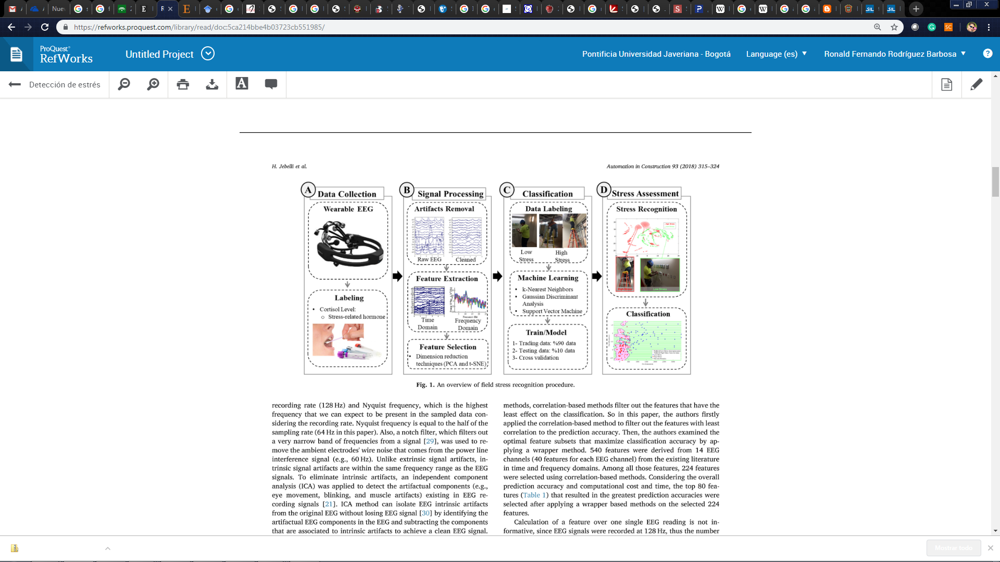 Nuev
https://refworks.proquest.com/library/read/doc:5ca214bbe4b03723cb551985/
ProQuest®
RefWorks
Untitled Project
Pontificia Universidad Javeriana - Bogotá
Language (es)
Ronald Fernando Rodríguez Barbosa
Detección de estrés
H. Jebelli et al.
Automation in Construction 93 (2018) 315–324
A
Data Collection
Wearable EEG
Labeling
• Cortisol Level:
o Stress-related hormone
B
Signal Processing
Artifacts Removal
Raw EEG
Cleaned
Feature Extraction
Time
Domain
Frequency
Domain
Feature Selection
• Dimension reduction
techniques (PCA and t-SNE)
C
Classification
Data Labeling
Low
Stress
High
Stress
Machine Learning
• k-Nearest Neighbors
• Gaussian Discriminant
Analysis
• Support Vector Machine
Train/Model
1- Trading data: %90 data
2- Testing data: %10 data
3- Cross validation
D
Stress Assessment
Stress Recognition
High Stress
Low Stress
Classification
Fig. 1. An overview of field stress recognition procedure.
recording rate (128 Hz) and Nyquist frequency, which is the highest
frequency that we can expect to be present in the sampled data con-
sidering the recording rate. Nyquist frequency is equal to the half of the
sampling rate (64 Hz in this paper). Also, a notch filter, which filters out
a very narrow band of frequencies from a signal [29], was used to re-
move the ambient electrodes' wire noise that comes from the power line
interference signal (e.g., 60 Hz). Unlike extrinsic signal artifacts, in-
trinsic signal artifacts are within the same frequency range as the EEG
signals. To eliminate intrinsic artifacts, an independent component
analysis (ICA) was applied to detect the artifactual components (e.g.,
eye movement, blinking, and muscle artifacts) existing in EEG re-
cording signals [21]. ICA method can isolate EEG intrinsic artifacts
from the original EEG without losing EEG signal [30] by identifying the
artifactual EEG components in the EEG and subtracting the components
that are associated to intrinsic artifacts to achieve a clean EEG signal.
methods, correlation-based methods filter out the features that have the
least effect on the classification. So in this paper, the authors firstly
applied the correlation-based method to filter out the features with least
correlation to the prediction accuracy. Then, the authors examined the
optimal feature subsets that maximize classification accuracy by ap-
plying a wrapper method. 540 features were derived from 14 EEG
channels (40 features for each EEG channel) from the existing literature
in time and frequency domains. Among all those features, 224 features
were selected using correlation-based methods. Considering the overall
prediction accuracy and computational cost and time, the top 80 fea-
tures (Table 1) that resulted in the greatest prediction accuracies were
selected after applying a wrapper based methods on the selected 224
features.
Calculation of a feature over one single EEG reading is not in-
formative, since EEG signals were recorded at 128 Hz, thus the number
Mostrar todo